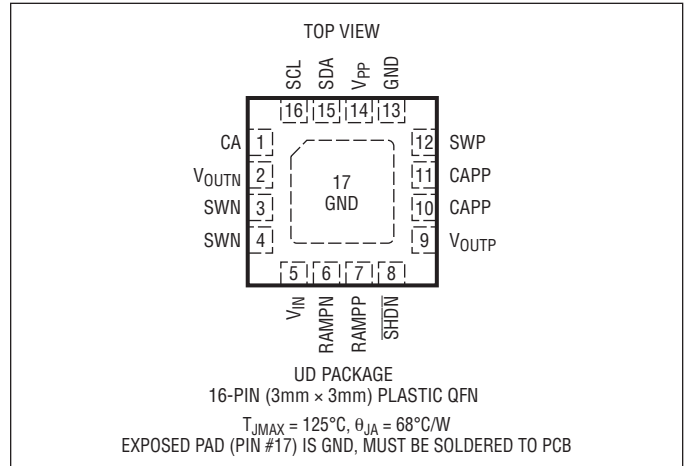 TOP VIEW
SCL SDA VPP GND
16 15 14 13
CA 1
VOUTN 2
SWN 3
SWN 4
17
GND
12 SWP
11 CAPP
10 CAPP
9 VOUTP
5 6 7 8
VIN RAMPN RAMPP SHDN
UD PACKAGE
16-PIN (3mm × 3mm) PLASTIC QFN
TJMAX = 125°C, θJA = 68°C/W
EXPOSED PAD (PIN #17) IS GND, MUST BE SOLDERED TO PCB